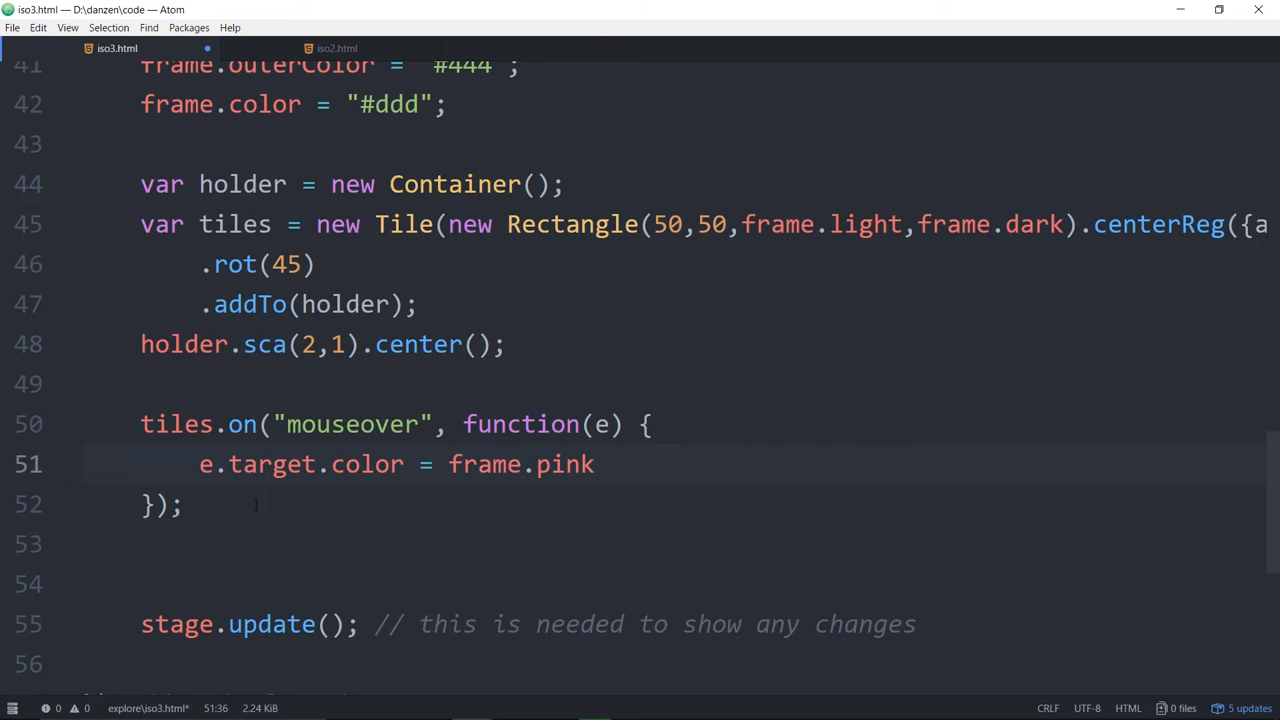 iso3.html — D:\danzen\code — Atom
File Edit View Selection Find Packages Help
iso3.html iso2.html
41 frame.outerColor = "#444";
42 frame.color = "#ddd";
43
44 var holder = new Container();
45 var tiles = new Tile(new Rectangle(50,50,frame.light,frame.dark).centerReg({a
46 .rot(45)
47 .addTo(holder);
48 holder.sca(2,1).center();
49
50 tiles.on("mouseover", function(e) {
51 e.target.color = frame.pink
52 });
53
54
55 stage.update(); // this is needed to show any changes
56
0 0 explore\iso3.html* 51:36 2.24 KiB CRLF UTF-8 HTML 0 files 5 updates